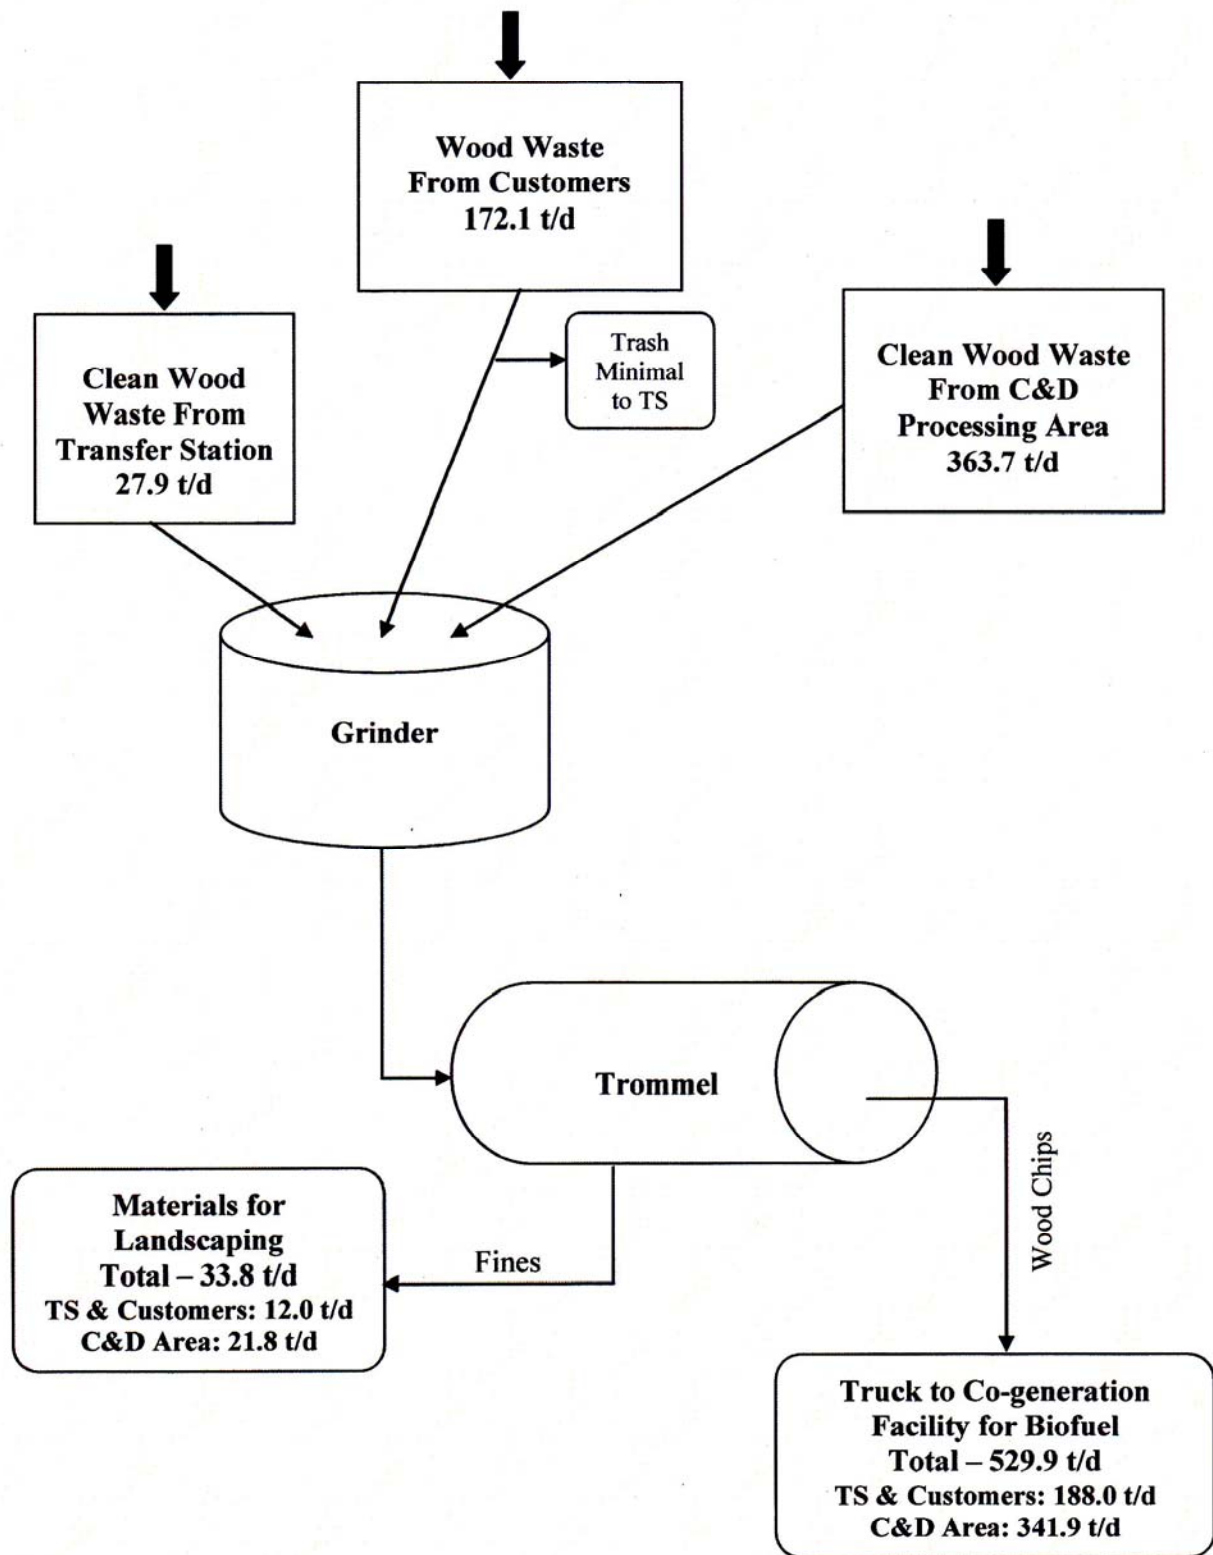 Wood Waste
From Customers
172.1 t/d
Clean Wood
Waste From
Transfer Station
27.9 t/d
Trash
Minimal
to TS
Clean Wood Waste
From C&D
Processing Area
363.7 t/d
Grinder
Trommel
Wood Chips
Fines
Materials for
Landscaping
Total – 33.8 t/d
TS & Customers: 12.0 t/d
C&D Area: 21.8 t/d
Truck to Co-generation
Facility for Biofuel
Total – 529.9 t/d
TS & Customers: 188.0 t/d
C&D Area: 341.9 t/d